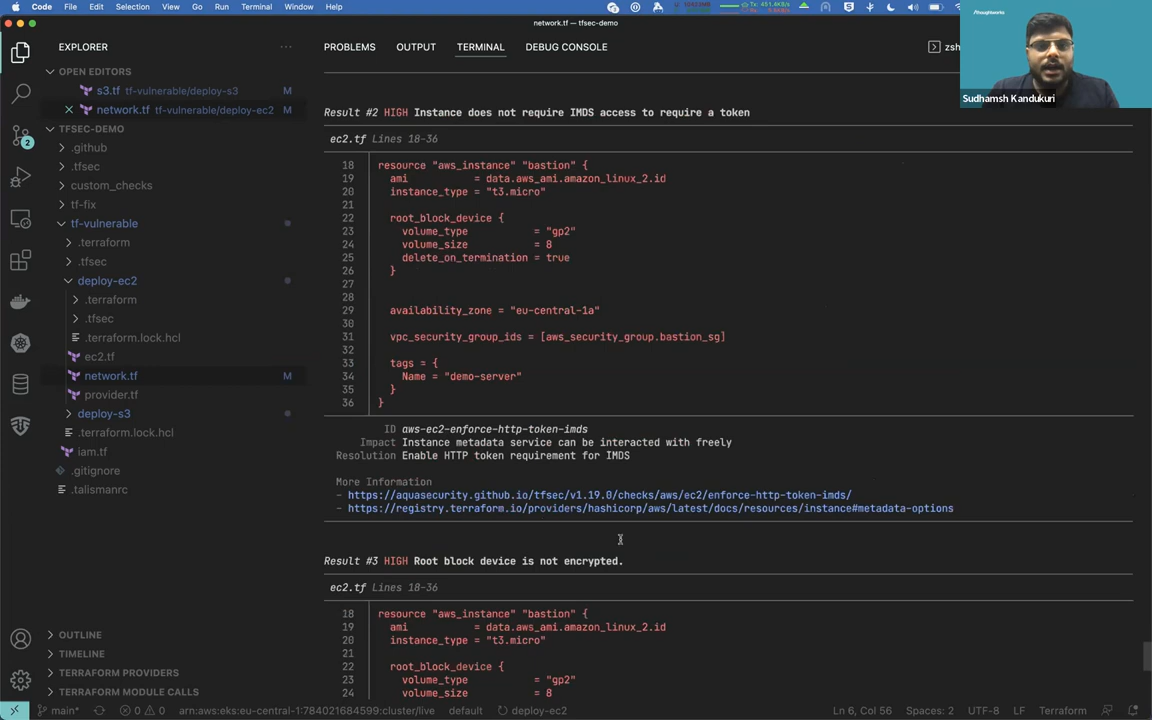 Code File Edit Selection View Go Run Terminal Window Help
network.tf — tfsec-demo
/thoughtworks
Sudhamsh Kandukuri
EXPLORER
OPEN EDITORS
s3.tf tf-vulnerable/deploy-s3 M
network.tf tf-vulnerable/deploy-ec2 M
TFSEC-DEMO
.github
.tfsec
custom_checks
tf-fix
tf-vulnerable
.terraform
.tfsec
deploy-ec2
.terraform
.tfsec
.terraform.lock.hcl
ec2.tf
network.tf M
provider.tf
deploy-s3
.terraform.lock.hcl
iam.tf
.gitignore
.talismanrc
OUTLINE
TIMELINE
TERRAFORM PROVIDERS
TERRAFORM MODULE CALLS
2
PROBLEMS OUTPUT TERMINAL DEBUG CONSOLE
zsh
Result #2 HIGH Instance does not require IMDS access to require a token
ec2.tf Lines 18-36
18 resource "aws_instance" "bastion" {
19 ami = data.aws_ami.amazon_linux_2.id
20 instance_type = "t3.micro"
21
22 root_block_device {
23 volume_type = "gp2"
24 volume_size = 8
25 delete_on_termination = true
26 }
27
28
29 availability_zone = "eu-central-1a"
30
31 vpc_security_group_ids = [aws_security_group.bastion_sg]
32
33 tags = {
34 Name = "demo-server"
35 }
36 }
ID aws-ec2-enforce-http-token-imds
Impact Instance metadata service can be interacted with freely
Resolution Enable HTTP token requirement for IMDS
More Information
- https://aquasecurity.github.io/tfsec/v1.19.0/checks/aws/ec2/enforce-http-token-imds/
- https://registry.terraform.io/providers/hashicorp/aws/latest/docs/resources/instance#metadata-options
Result #3 HIGH Root block device is not encrypted.
ec2.tf Lines 18-36
18 resource "aws_instance" "bastion" {
19 ami = data.aws_ami.amazon_linux_2.id
20 instance_type = "t3.micro"
21
22 root_block_device {
23 volume_type = "gp2"
24 volume_size = 8
main* 0 0 arn:aws:eks:eu-central-1:784021684599:cluster/live default deploy-ec2 Ln 6, Col 56 Spaces: 2 UTF-8 LF Terraform